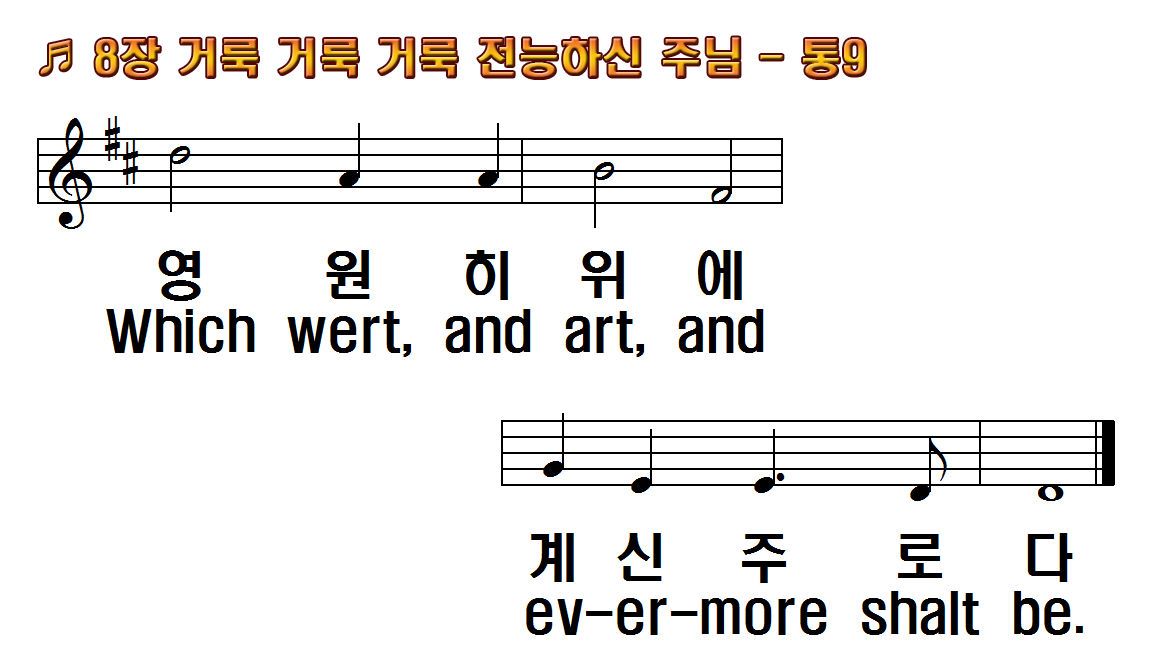 ♬ 8장 거룩 거룩 거룩 전능하신 주님 - 통9
영 원 히 위 에
Which wert, and art, and
계 신 주 로 다
ev-er-more shalt be.